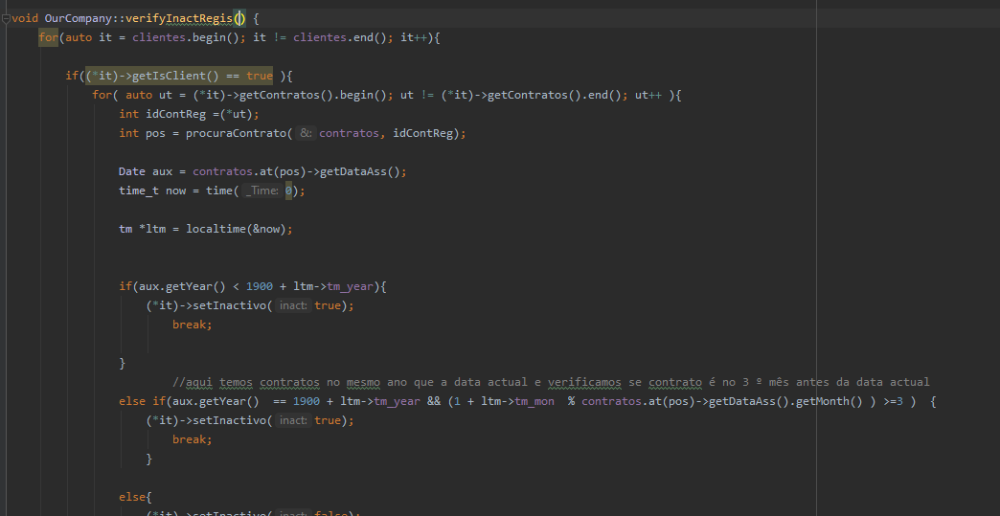 void OurCompany::verifyInactRegis() {
for(auto it = clientes.begin(); it != clientes.end(); it++){
if((*it)->getIsClient() == true ){
for( auto ut = (*it)->getContratos().begin(); ut != (*it)->getContratos().end(); ut++ ){
int idContReg =(*ut);
int pos = procuraContrato( &: contratos, idContReg);
Date aux = contratos.at(pos)->getDataAss();
time_t now = time( _Time: 0);
tm *ltm = localtime(&now);
if(aux.getYear() < 1900 + ltm->tm_year){
(*it)->setInactivo( inact: true);
break;
}
//aqui temos contratos no mesmo ano que a data actual e verificamos se contrato é no 3 º mês antes da data actual
else if(aux.getYear()  == 1900 + ltm->tm_year && (1 + ltm->tm_mon  % contratos.at(pos)->getDataAss().getMonth() ) >=3 )  {
(*it)->setInactivo( inact: true);
break;
}
else{
(*it)->setInactivo( inact: false);